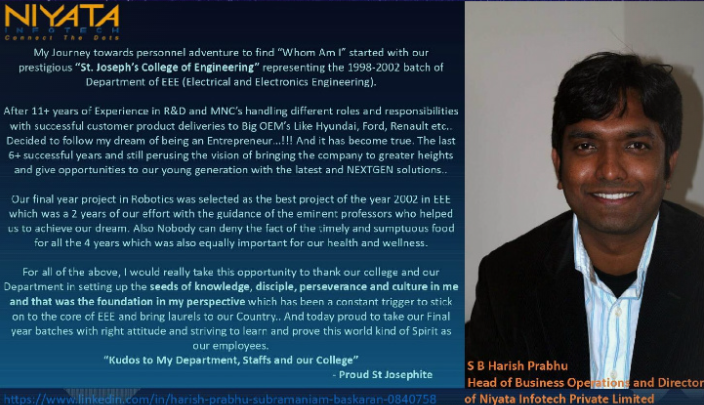 NIYATA
INFOTECH
Connect The Dots
My Journey towards personnel adventure to find “Whom Am I” started with our
prestigious “St. Joseph’s College of Engineering” representing the 1998-2002 batch of
Department of EEE (Electrical and Electronics Engineering).
After 11+ years of Experience in R&D and MNC’s handling different roles and responsibilities
with successful customer product deliveries to Big OEM’s Like Hyundai, Ford, Renault etc..
Decided to follow my dream of being an Entrepreneur...!!! And it has become true. The last
6+ successful years and still perusing the vision of bringing the company to greater heights
and give opportunities to our young generation with the latest and NEXTGEN solutions..
Our final year project in Robotics was selected as the best project of the year 2002 in EEE
which was a 2 years of our effort with the guidance of the eminent professors who helped
us to achieve our dream. Also Nobody can deny the fact of the timely and sumptuous food
for all the 4 years which was also equally important for our health and wellness.
For all of the above, I would really take this opportunity to thank our college and our
Department in setting up the seeds of knowledge, disciple, perseverance and culture in me
and that was the foundation in my perspective which has been a constant trigger to stick
on to the core of EEE and bring laurels to our Country.. And today proud to take our Final
year batches with right attitude and striving to learn and prove this world kind of Spirit as
our employees.
“Kudos to My Department, Staffs and our College”
- Proud St Josephite
S B Harish Prabhu
Head of Business Operations and Director
of Niyata Infotech Private Limited
https://www.linkedin.com/in/harish-prabhu-subramaniam-baskaran-0840758